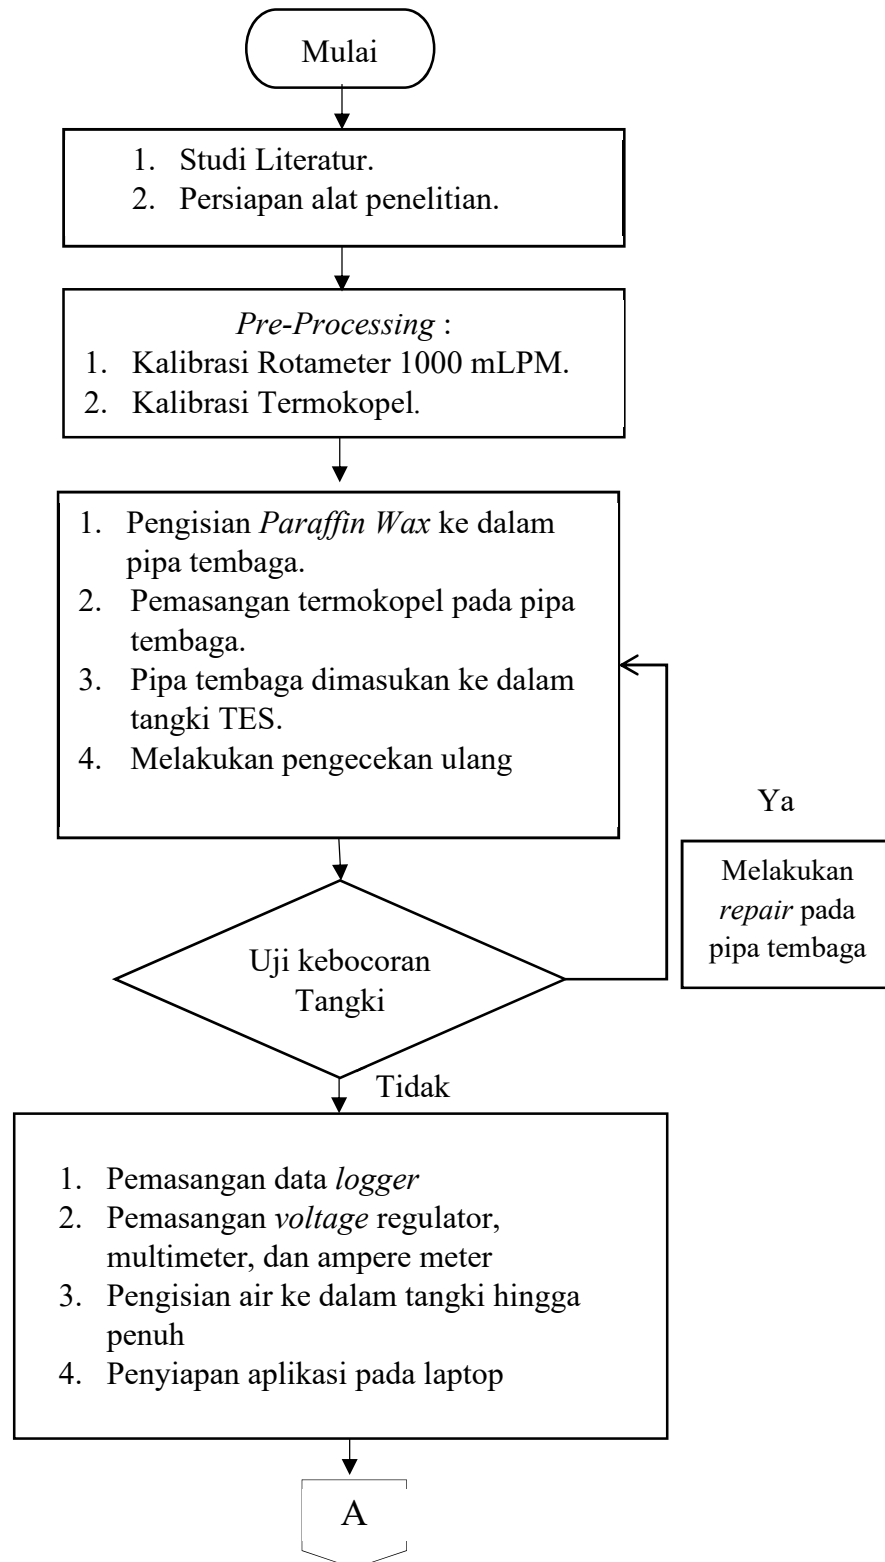 Mulai
1. Studi Literatur.
2. Persiapan alat penelitian.
Pre-Processing :
1. Kalibrasi Rotameter 1000 mLPM.
2. Kalibrasi Termokopel.
1. Pengisian Paraffin Wax ke dalam
pipa tembaga.
2. Pemasangan termokopel pada pipa
tembaga.
3. Pipa tembaga dimasukan ke dalam
tangki TES.
4. Melakukan pengecekan ulang
Ya
Melakukan
repair pada
pipa tembaga
Uji kebocoran
Tangki
Tidak
1. Pemasangan data logger
2. Pemasangan voltage regulator,
multimeter, dan ampere meter
3. Pengisian air ke dalam tangki hingga
penuh
4. Penyiapan aplikasi pada laptop
A